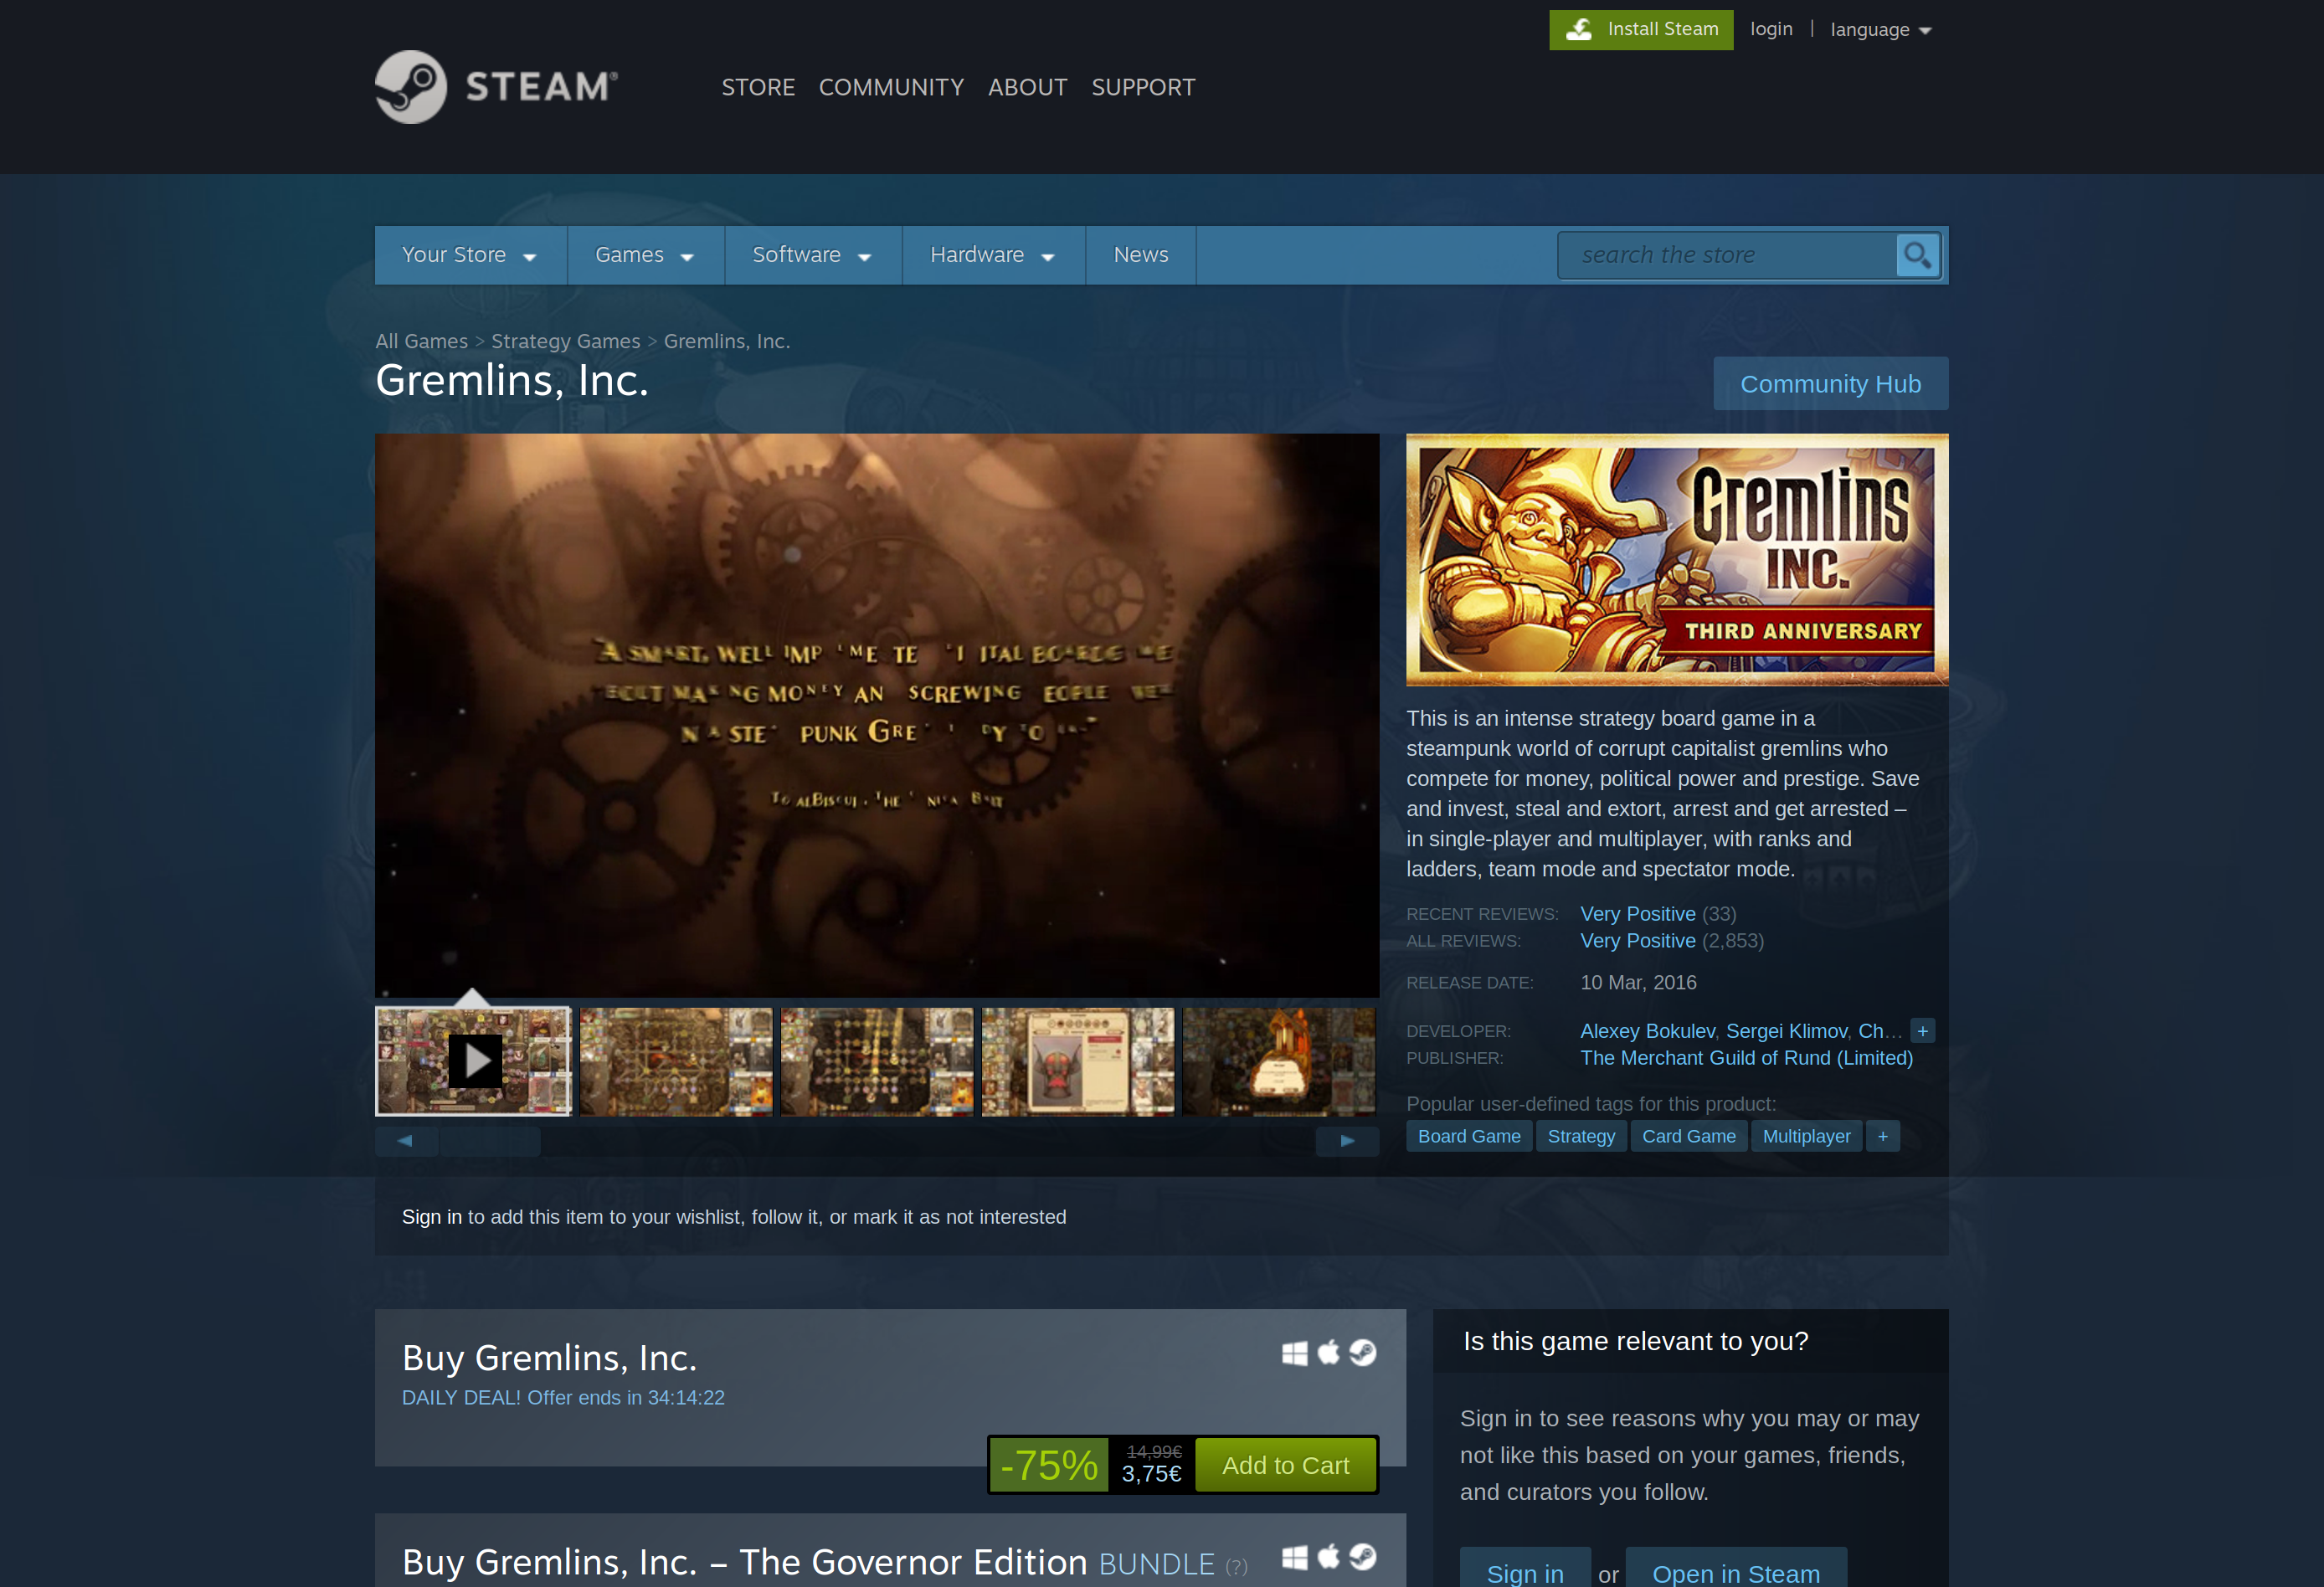 Install Steam
login | language
STEAM®
STORE COMMUNITY ABOUT SUPPORT
Your Store Games Software Hardware News
search the store
All Games > Strategy Games > Gremlins, Inc.
Gremlins, Inc.
Community Hub
Gremlins
INC.
THIRD ANNIVERSARY
This is an intense strategy board game in a
steampunk world of corrupt capitalist gremlins who
compete for money, political power and prestige. Save
and invest, steal and extort, arrest and get arrested –
in single-player and multiplayer, with ranks and
ladders, team mode and spectator mode.
RECENT REVIEWS: Very Positive (33)
ALL REVIEWS: Very Positive (2,853)
RELEASE DATE: 10 Mar, 2016
DEVELOPER: Alexey Bokulev, Sergei Klimov, Ch... +
PUBLISHER: The Merchant Guild of Rund (Limited)
Popular user-defined tags for this product:
Board Game Strategy Card Game Multiplayer +
Sign in to add this item to your wishlist, follow it, or mark it as not interested
Buy Gremlins, Inc.
DAILY DEAL! Offer ends in 34:14:22
-75% 14,99€ 3,75€ Add to Cart
Buy Gremlins, Inc. – The Governor Edition BUNDLE (?)
Is this game relevant to you?
Sign in to see reasons why you may or may
not like this based on your games, friends,
and curators you follow.
Sign in or Open in Steam